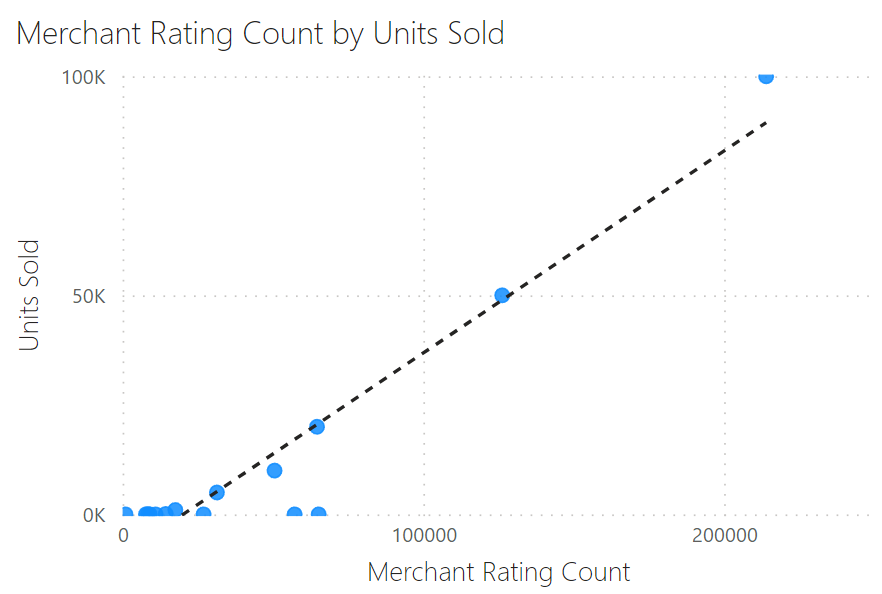 Merchant Rating Count by Units Sold
100K
50K
0K
Units Sold
0
100000
200000
Merchant Rating Count